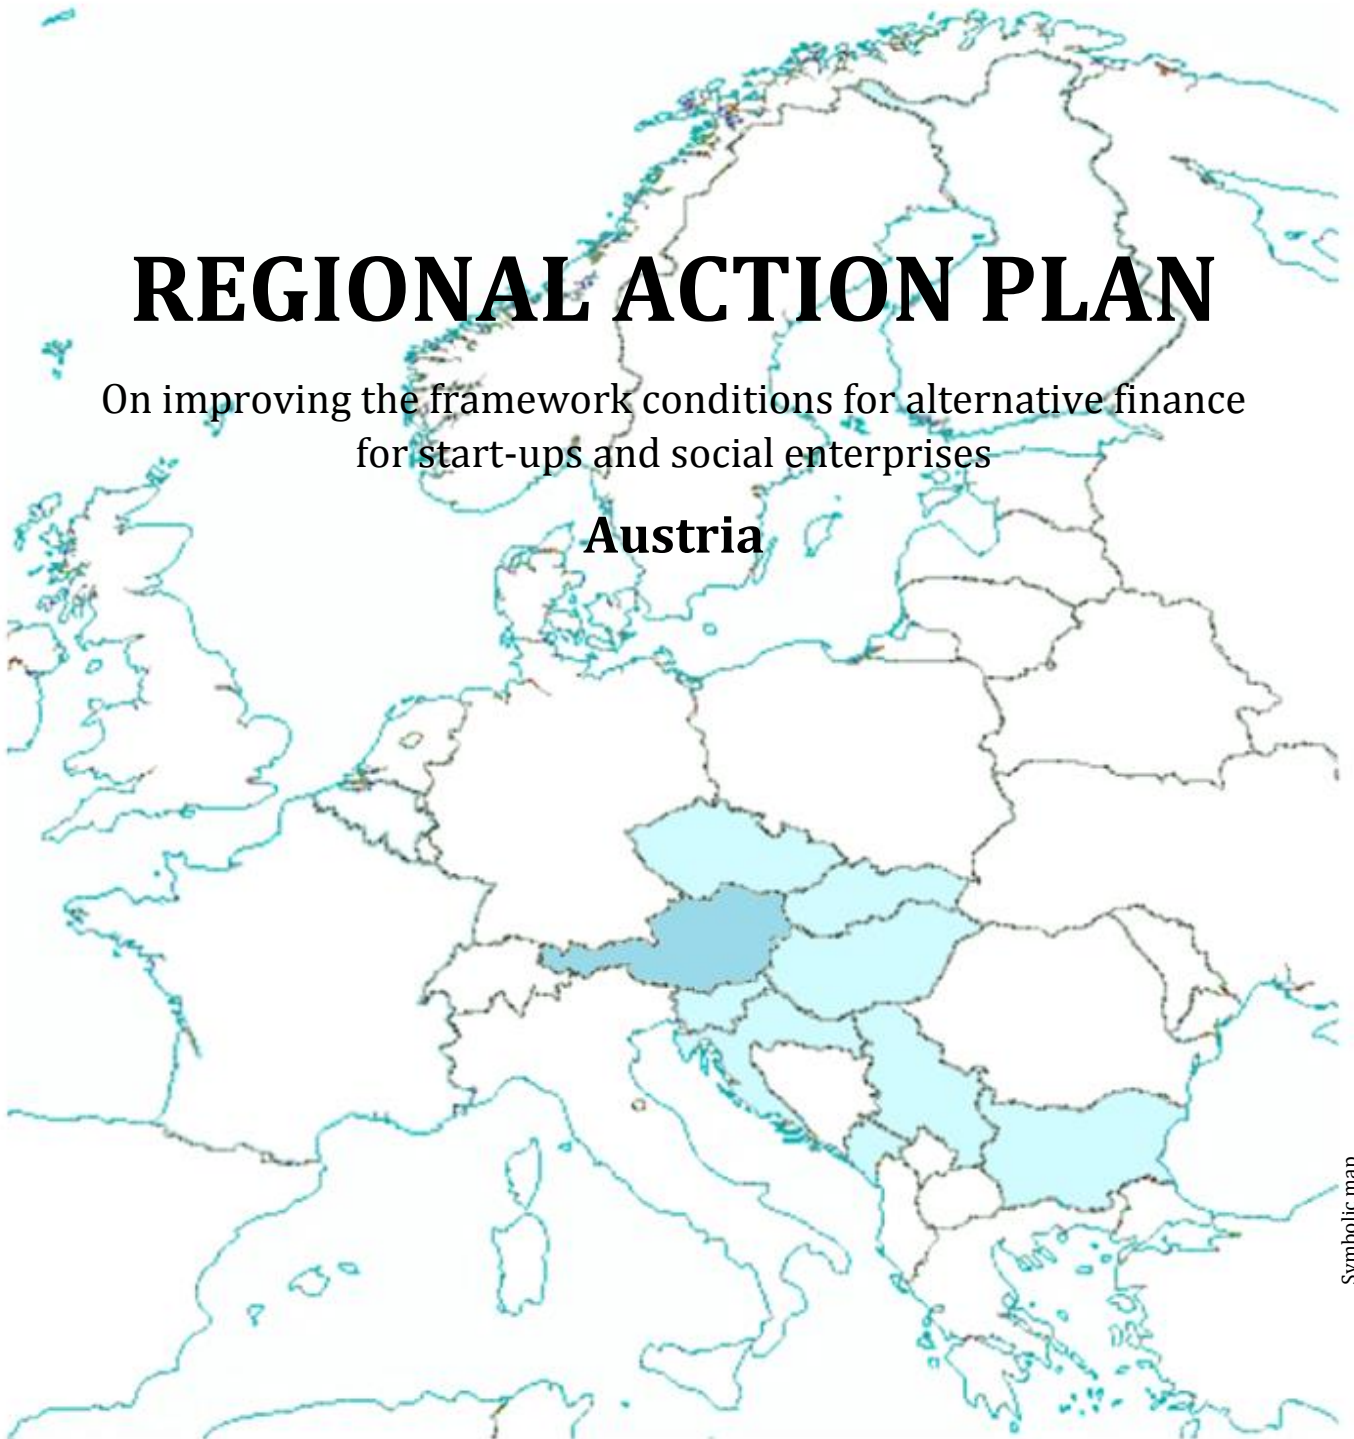 REGIONAL ACTION PLAN
On improving the framework conditions for alternative finance
for start-ups and social enterprises
Austria
Symbolic map